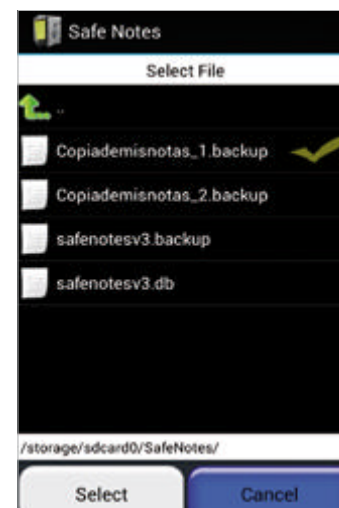 Safe Notes
Select File
..
Copiademisnotas_1.backup
Copiademisnotas_2.backup
safenotesv3.backup
safenotesv3.db
/storage/sdcard0/SafeNotes/
Select
Cancel